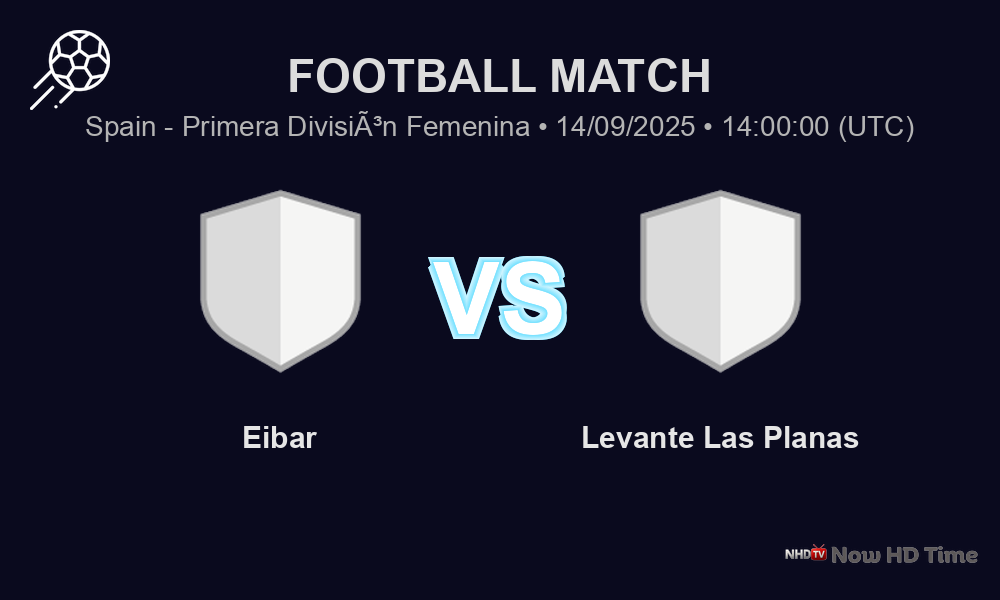 FOOTBALL MATCH
Spain - Primera DivisiÃ³n Femenina • 14/09/2025 • 14:00:00 (UTC)
VS
Eibar
Levante Las Planas
NHDTV Now HD Time